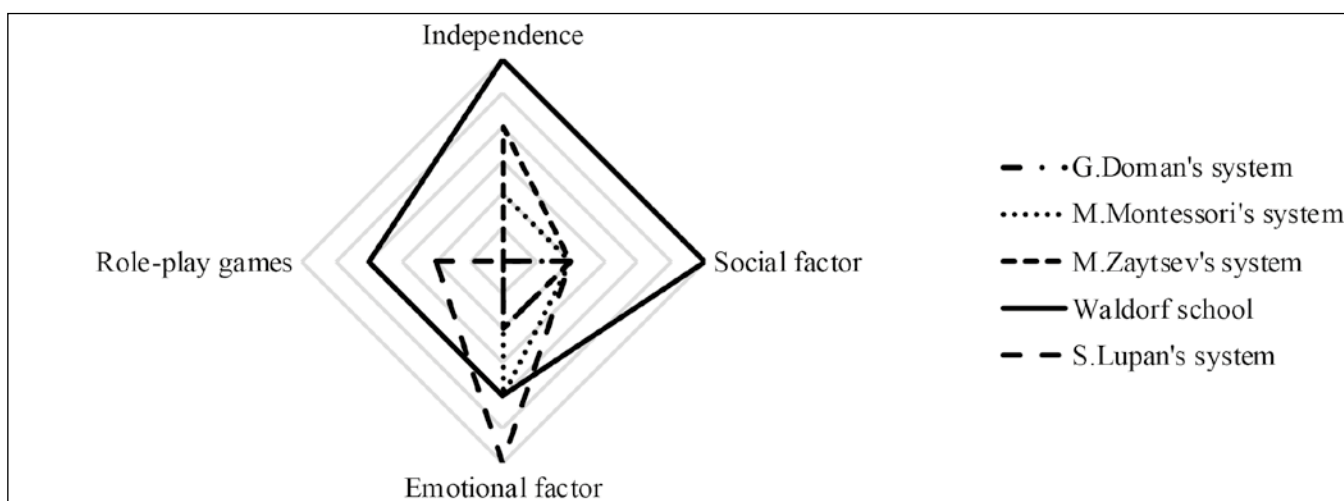 Independence
Role-play games
Social factor
Emotional factor
G.Doman's system
M.Montessori's system
M.Zaytsev's system
Waldorf school
S.Lupan's system